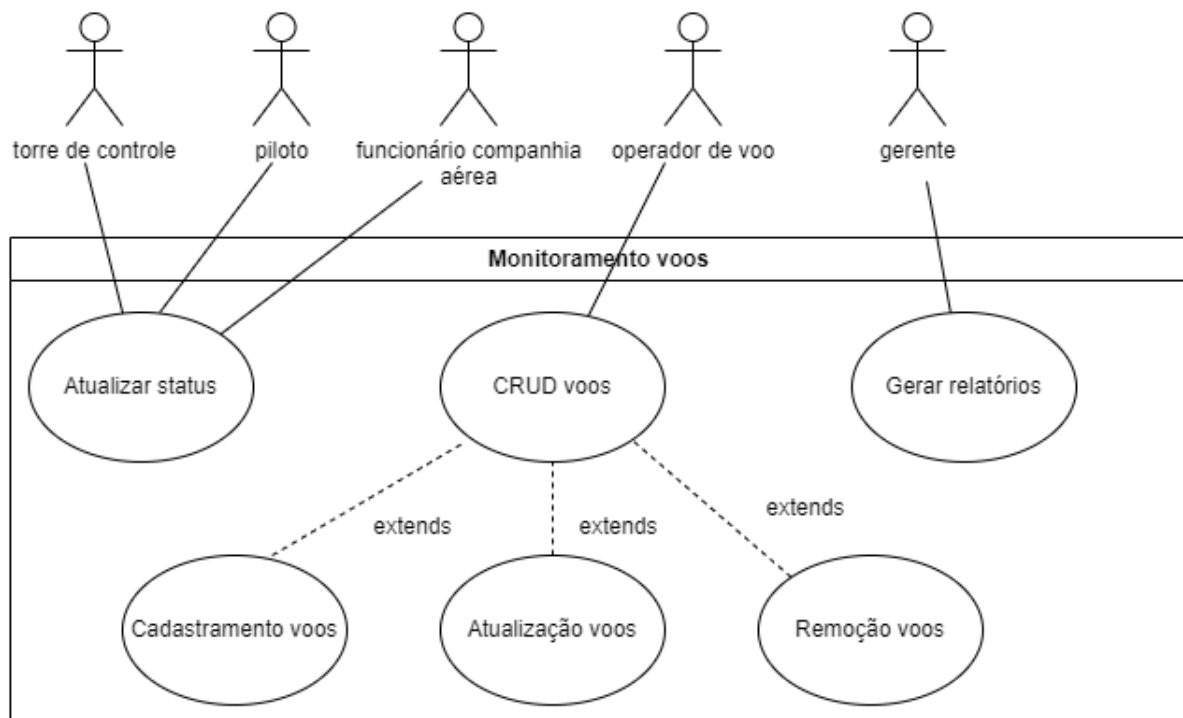 torre de controle
piloto
funcionário companhia
aérea
operador de voo
gerente
Monitoramento voos
Atualizar status
CRUD voos
Gerar relatórios
extends
extends
extends
Cadastramento voos
Atualização voos
Remoção voos